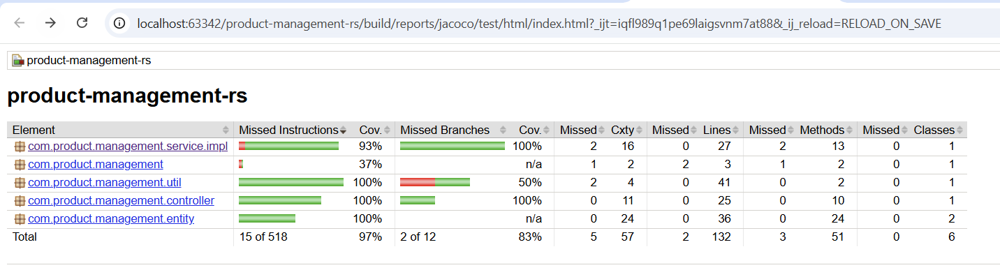 localhost:63342/product-management-rs/build/reports/jacoco/test/html/index.html?_ijt=iqfl989q1pe69laigsvnm7at88&_ij_reload=RELOAD_ON_SAVE
product-management-rs
product-management-rs
Element Missed Instructions Cov. Missed Branches Cov. Missed Cxty Missed Lines Missed Methods Missed Classes
com.product.management.service.impl 93% 100% 2 16 0 27 2 13 0 1
com.product.management 37% n/a 1 2 2 3 1 2 0 1
com.product.management.util 100% 50% 2 4 0 41 0 2 0 1
com.product.management.controller 100% 100% 0 11 0 25 0 10 0 1
com.product.management.entity 100% n/a 0 24 0 36 0 24 0 2
Total 15 of 518 97% 2 of 12 83% 5 57 2 132 3 51 0 6